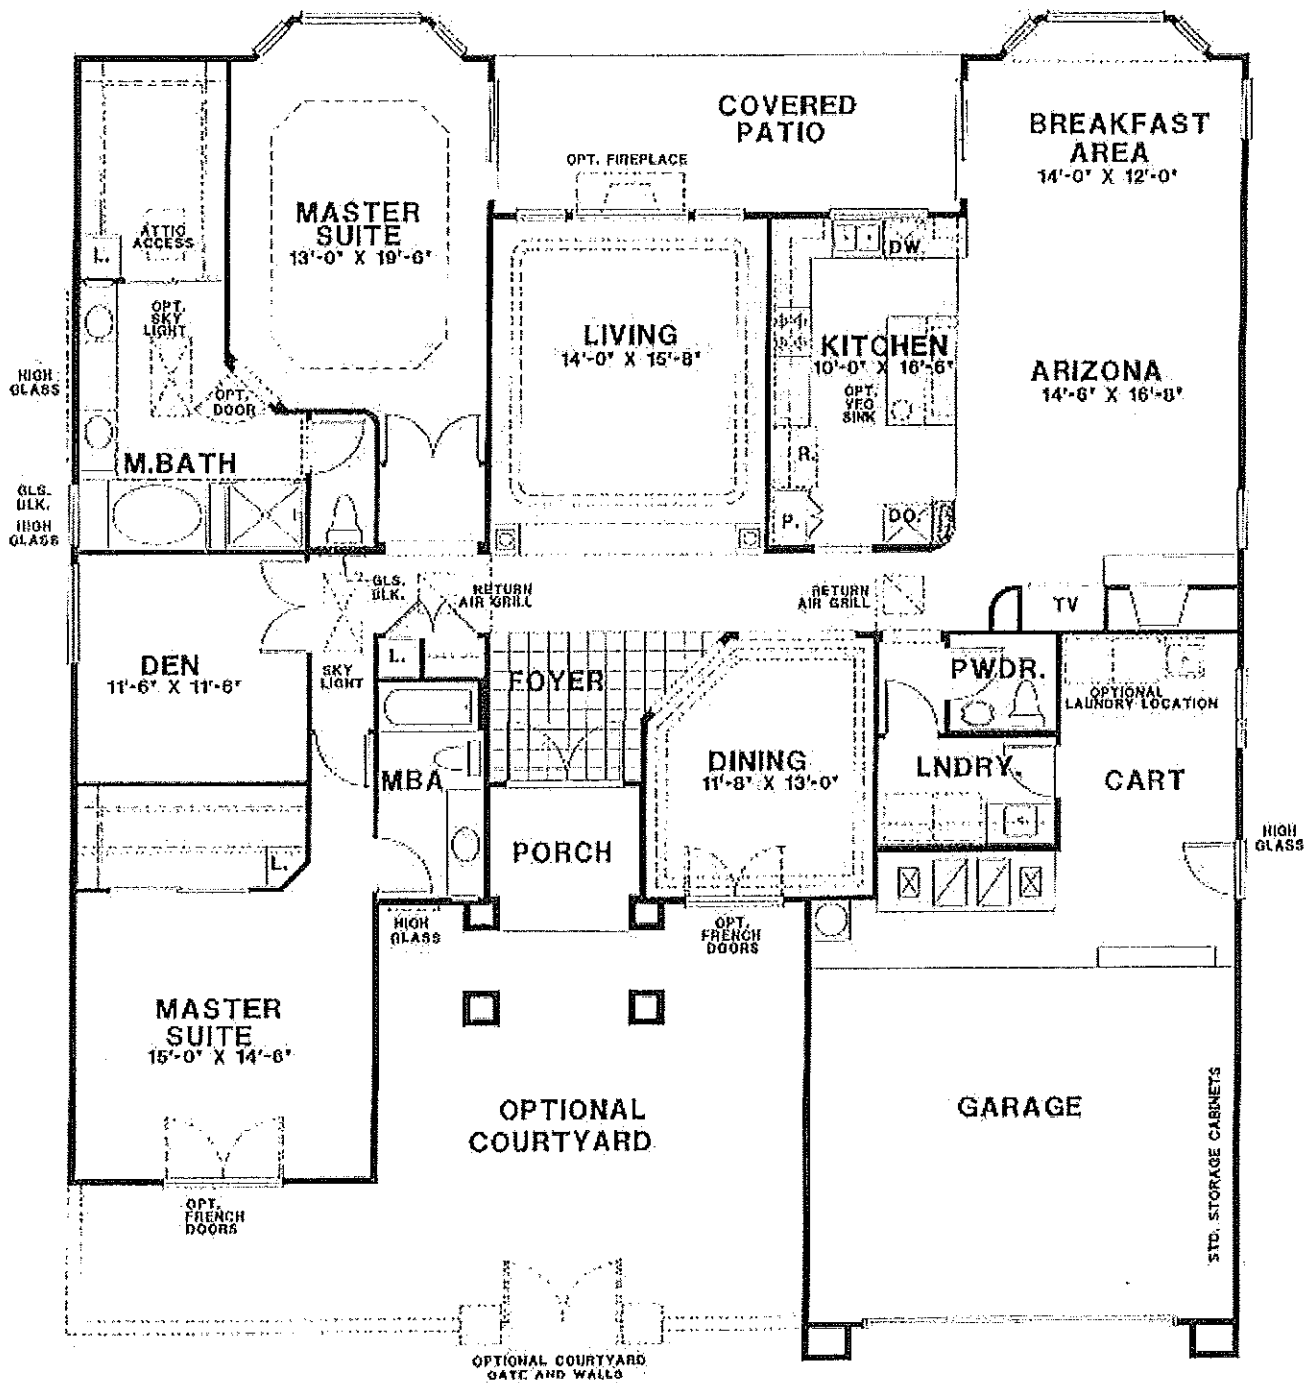 COVERED
PATIO
BREAKFAST
AREA
14'-0" X 12'-0"
OPT. FIREPLACE
MASTER
SUITE
13'-0" X 19'-6"
ATTIC
ACCESS
L.
DW.
OPT.
SKY
LIGHT
LIVING
14'-0" X 15'-8"
KITCHEN
10'-0" X 16'-6"
OPT.
VEG
SINK
ARIZONA
14'-6" X 16'-8"
HIGH
GLASS
OPT.
DOOR
M.BATH
R.
GLS.
BLK.
HIGH
GLASS
P.
DO.
GLS.
BLK.
RETURN
AIR GRILL
RETURN
AIR GRILL
TV
DEN
11'-6" X 11'-6"
SKY
LIGHT
L.
FOYER
PWDR.
OPTIONAL
LAUNDRY LOCATION
DINING
11'-8" X 13'-0"
LNDRY.
CART
MBA
S
HIGH
GLASS
PORCH
L.
HIGH
GLASS
OPT.
FRENCH
DOORS
MASTER
SUITE
15'-0" X 14'-6"
OPTIONAL
COURTYARD
GARAGE
STD. STORAGE CABINETS
OPT.
FRENCH
DOORS
OPTIONAL COURTYARD
GATE AND WALLS